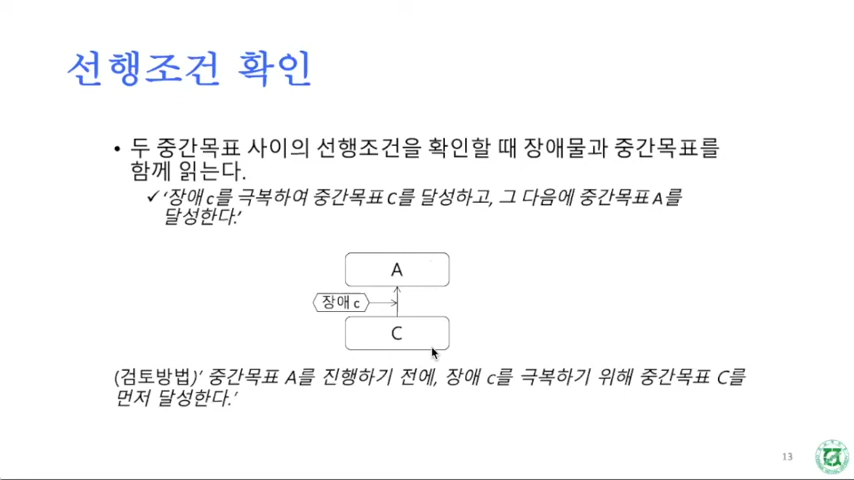 선행조건 확인
• 두 중간목표 사이의 선행조건을 확인할 때 장애물과 중간목표를
함께 읽는다.
✓ ‘장애 c를 극복하여 중간목표 C를 달성하고, 그 다음에 중간목표 A를
달성한다.’
A
장애 c
C
(검토방법)’ 중간목표 A를 진행하기 전에, 장애 c를 극복하기 위해 중간목표 C를
먼저 달성한다.’
13